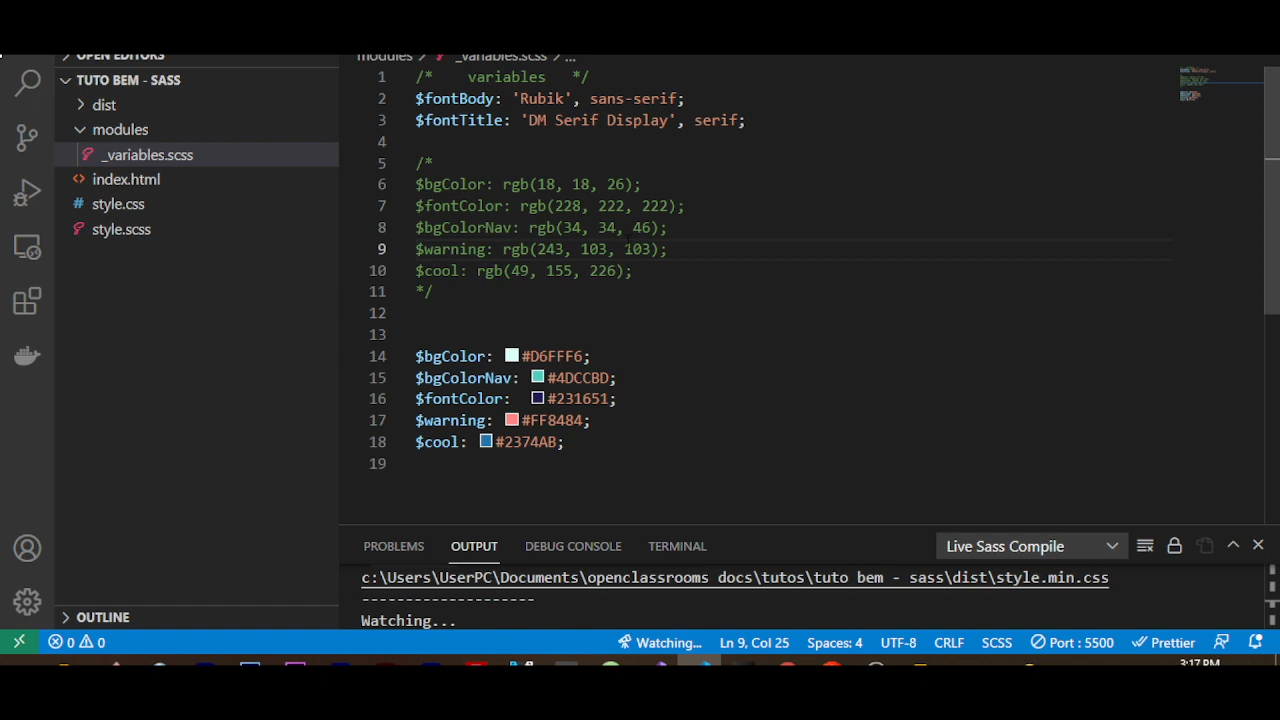 OPEN EDITORS
TUTO BEM - SASS
dist
modules
_variables.scss
index.html
style.css
style.scss
OUTLINE
modules > _variables.scss > ...
1 /* variables */
2 $fontBody: 'Rubik', sans-serif;
3 $fontTitle: 'DM Serif Display', serif;
4
5 /*
6 $bgColor: rgb(18, 18, 26);
7 $fontColor: rgb(228, 222, 222);
8 $bgColorNav: rgb(34, 34, 46);
9 $warning: rgb(243, 103, 103);
10 $cool: rgb(49, 155, 226);
11 */
12
13
14 $bgColor: #D6FFF6;
15 $bgColorNav: #4DCCBD;
16 $fontColor: #231651;
17 $warning: #FF8484;
18 $cool: #2374AB;
19
PROBLEMS OUTPUT DEBUG CONSOLE TERMINAL Live Sass Compile
c:\Users\UserPC\Documents\openclassrooms docs\tutos\tuto bem - sass\dist\style.min.css
--------------------
Watching...
0 0 Watching... Ln 9, Col 25 Spaces: 4 UTF-8 CRLF SCSS Port : 5500 Prettier
3:17 PM